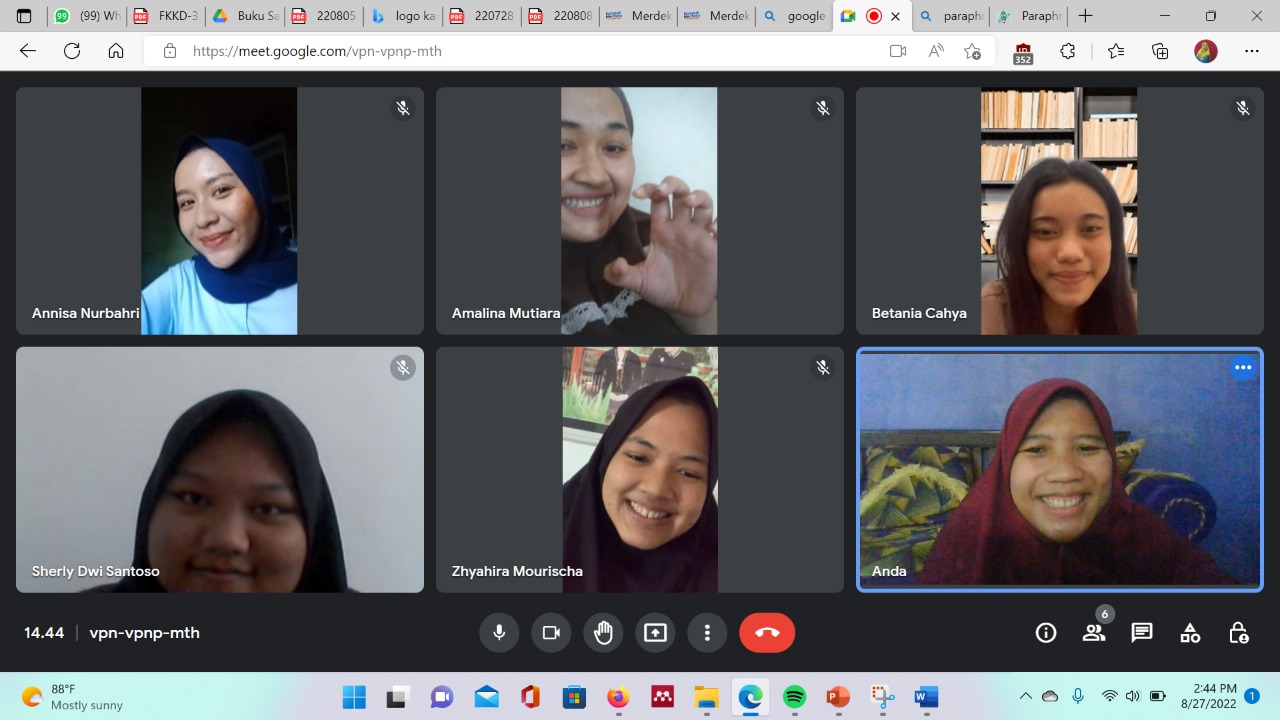 (99) Wh
FKKD-3
Buku Sa
220805
logo ka
220728
220808
Merdek
Merdek
google
paraph
Paraphr
https://meet.google.com/vpn-vpnp-mth
352
Annisa Nurbahri
Amalina Mutiara
Betania Cahya
Sherly Dwi Santoso
Zhyahira Mourischa
Anda
14.44 | vpn-vpnp-mth
6
88°F
Mostly sunny
2:44 PM
8/27/2022
1